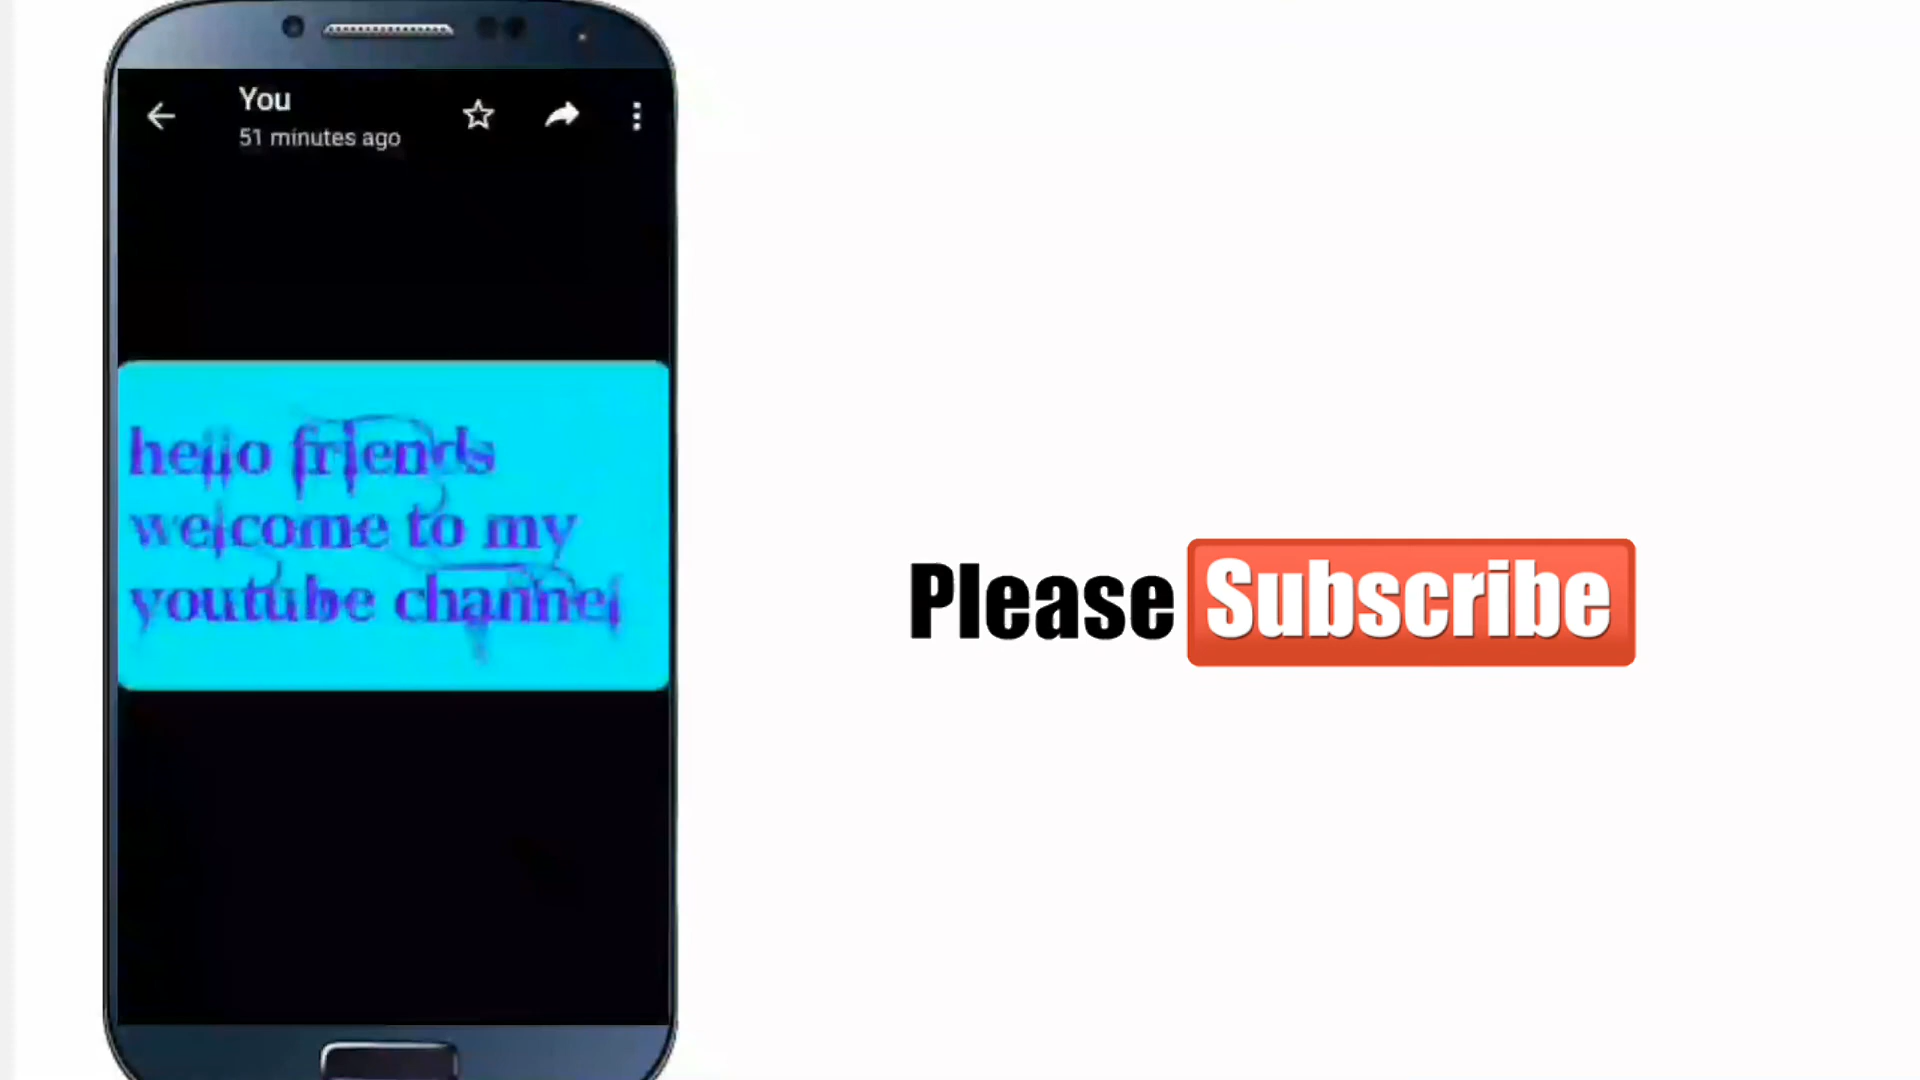 You
51 minutes ago
hello friends
welcome to my
youtube channel
Please Subscribe